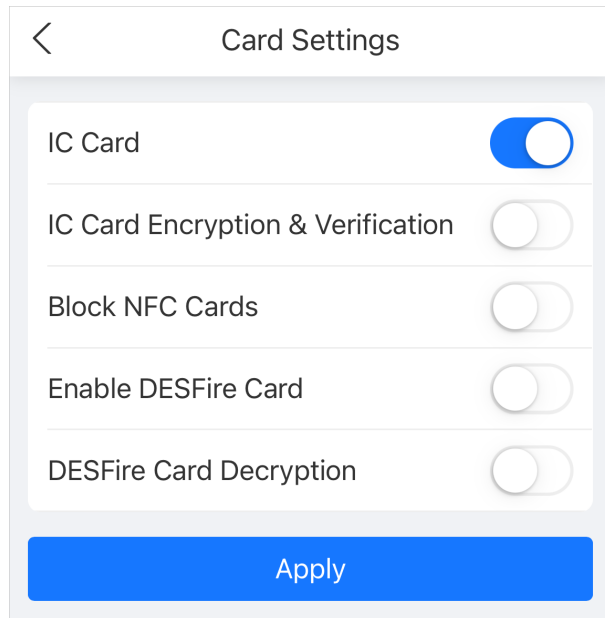 Card Settings
IC Card
IC Card Encryption & Verification
Block NFC Cards
Enable DESFire Card
DESFire Card Decryption
Apply